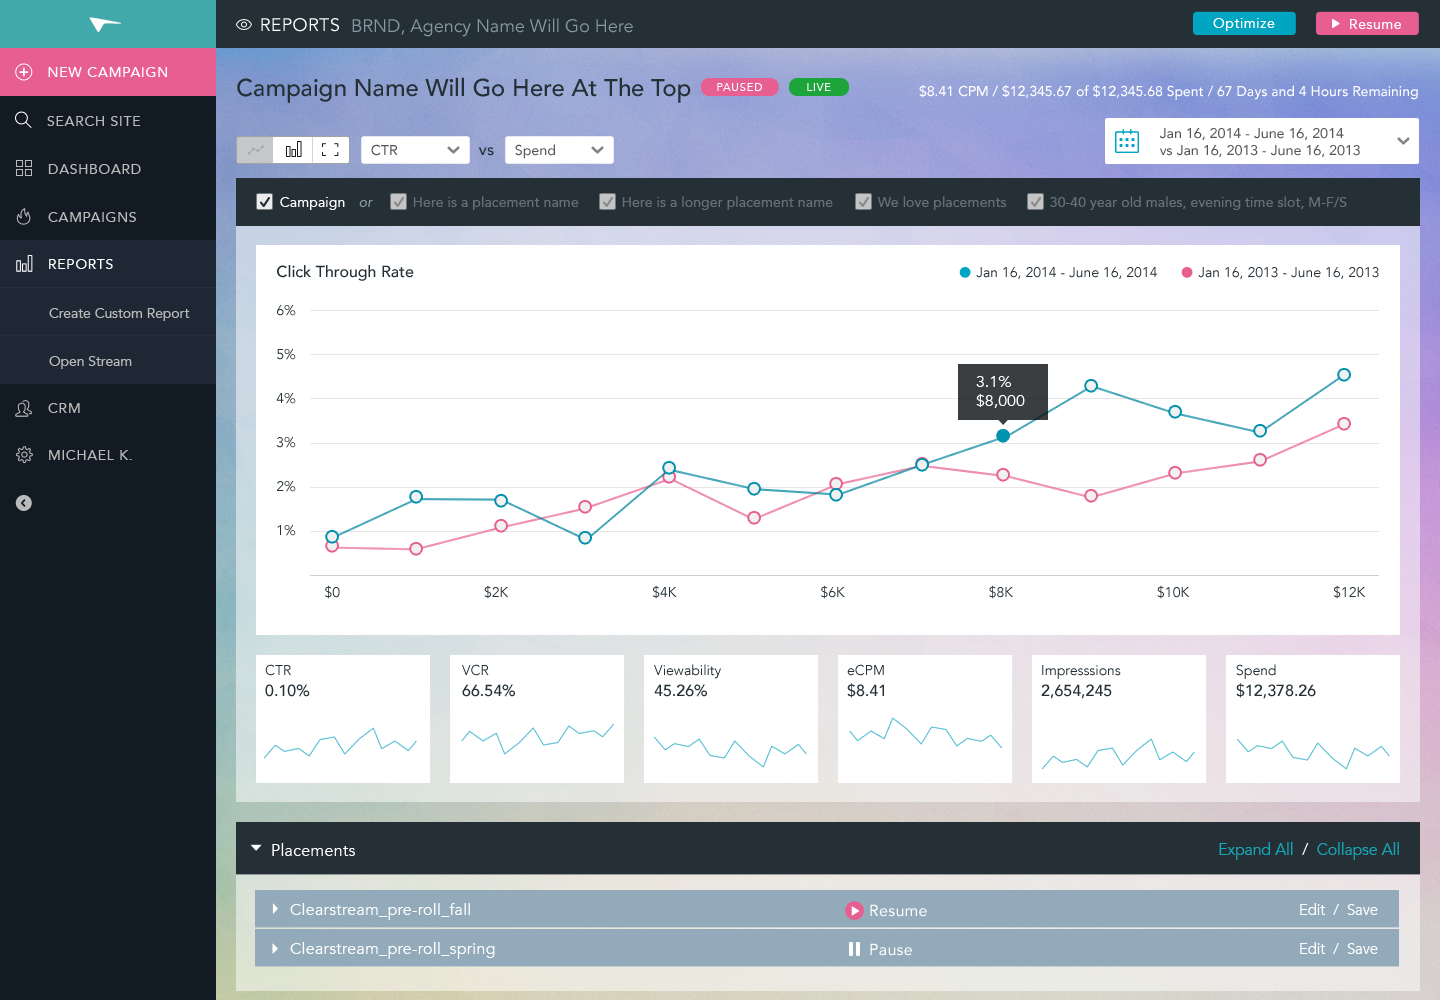 REPORTS BRND, Agency Name Will Go Here
Optimize
Resume
NEW CAMPAIGN
SEARCH SITE
DASHBOARD
CAMPAIGNS
REPORTS
Create Custom Report
Open Stream
CRM
MICHAEL K.
Campaign Name Will Go Here At The Top
PAUSED
LIVE
$8.41 CPM / $12,345.67 of $12,345.68 Spent / 67 Days and 4 Hours Remaining
CTR
vs
Spend
Jan 16, 2014 - June 16, 2014
vs Jan 16, 2013 - June 16, 2013
Campaign or Here is a placement name Here is a longer placement name We love placements 30-40 year old males, evening time slot, M-F/S
Click Through Rate
Jan 16, 2014 - June 16, 2014
Jan 16, 2013 - June 16, 2013
6%
5%
4%
3%
2%
1%
3.1%
$8,000
$0 $2K $4K $6K $8K $10K $12K
CTR
0.10%
VCR
66.54%
Viewability
45.26%
eCPM
$8.41
Impresssions
2,654,245
Spend
$12,378.26
Placements
Expand All / Collapse All
Clearstream_pre-roll_fall
Resume
Edit / Save
Clearstream_pre-roll_spring
Pause
Edit / Save